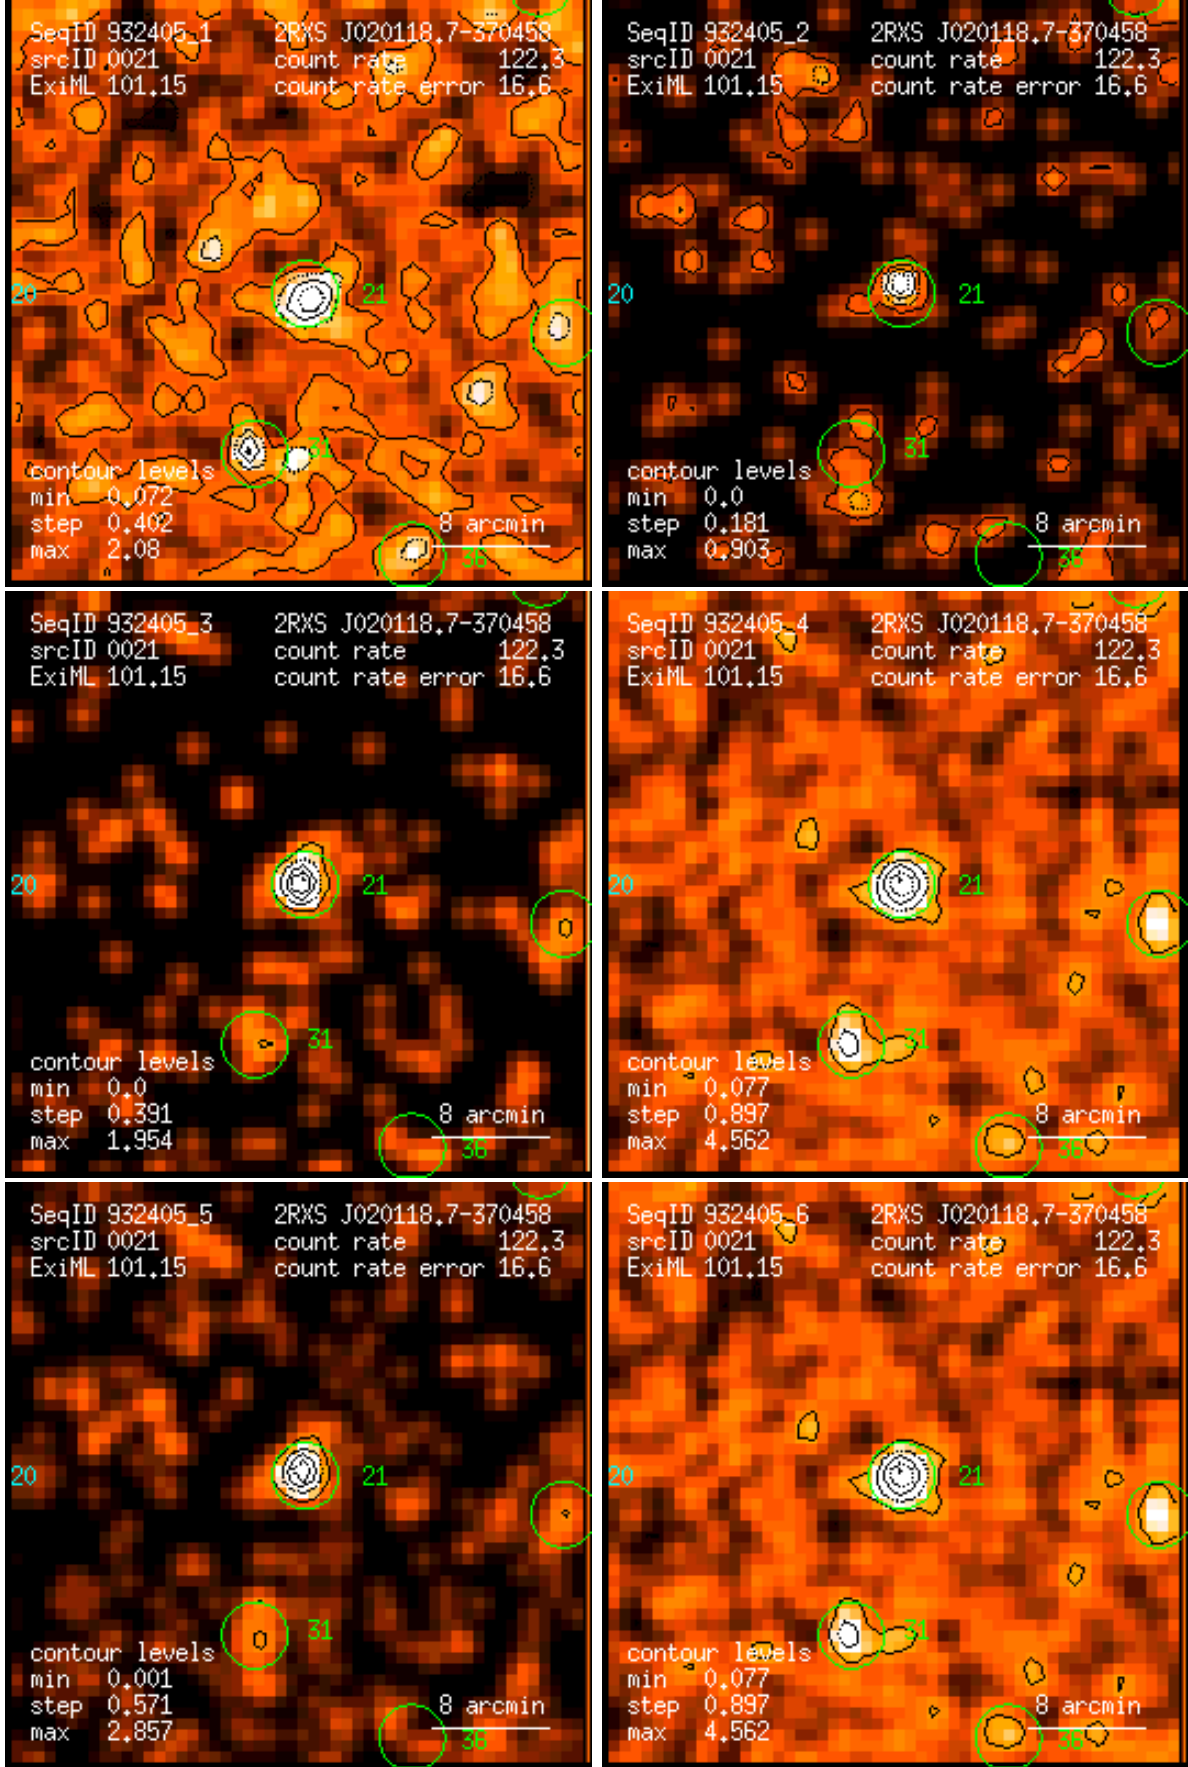 SeqID 932405_1 2RXS J020118.7-370458
srcID 0021 count rate 122.3
ExiML 101.15 count rate error 16.6
20 21
31
contour levels
min 0.072
step 0.402 8 arcmin
max 2.08 36
SeqID 932405_2 2RXS J020118.7-370458
srcID 0021 count rate 122.3
ExiML 101.15 count rate error 16.6
20 21
31
contour levels
min 0.0
step 0.181 8 arcmin
max 0.903 36
SeqID 932405_3 2RXS J020118.7-370458
srcID 0021 count rate 122.3
ExiML 101.15 count rate error 16.6
20 21
31
contour levels
min 0.0
step 0.391 8 arcmin
max 1.954 36
SeqID 932405_4 2RXS J020118.7-370458
srcID 0021 count rate 122.3
ExiML 101.15 count rate error 16.6
20 21
31
contour levels
min 0.077
step 0.897 8 arcmin
max 4.562 36
SeqID 932405_5 2RXS J020118.7-370458
srcID 0021 count rate 122.3
ExiML 101.15 count rate error 16.6
20 21
31
contour levels
min 0.001
step 0.571 8 arcmin
max 2.857 36
SeqID 932405_6 2RXS J020118.7-370458
srcID 0021 count rate 122.3
ExiML 101.15 count rate error 16.6
20 21
31
contour levels
min 0.077
step 0.897 8 arcmin
max 4.562 36